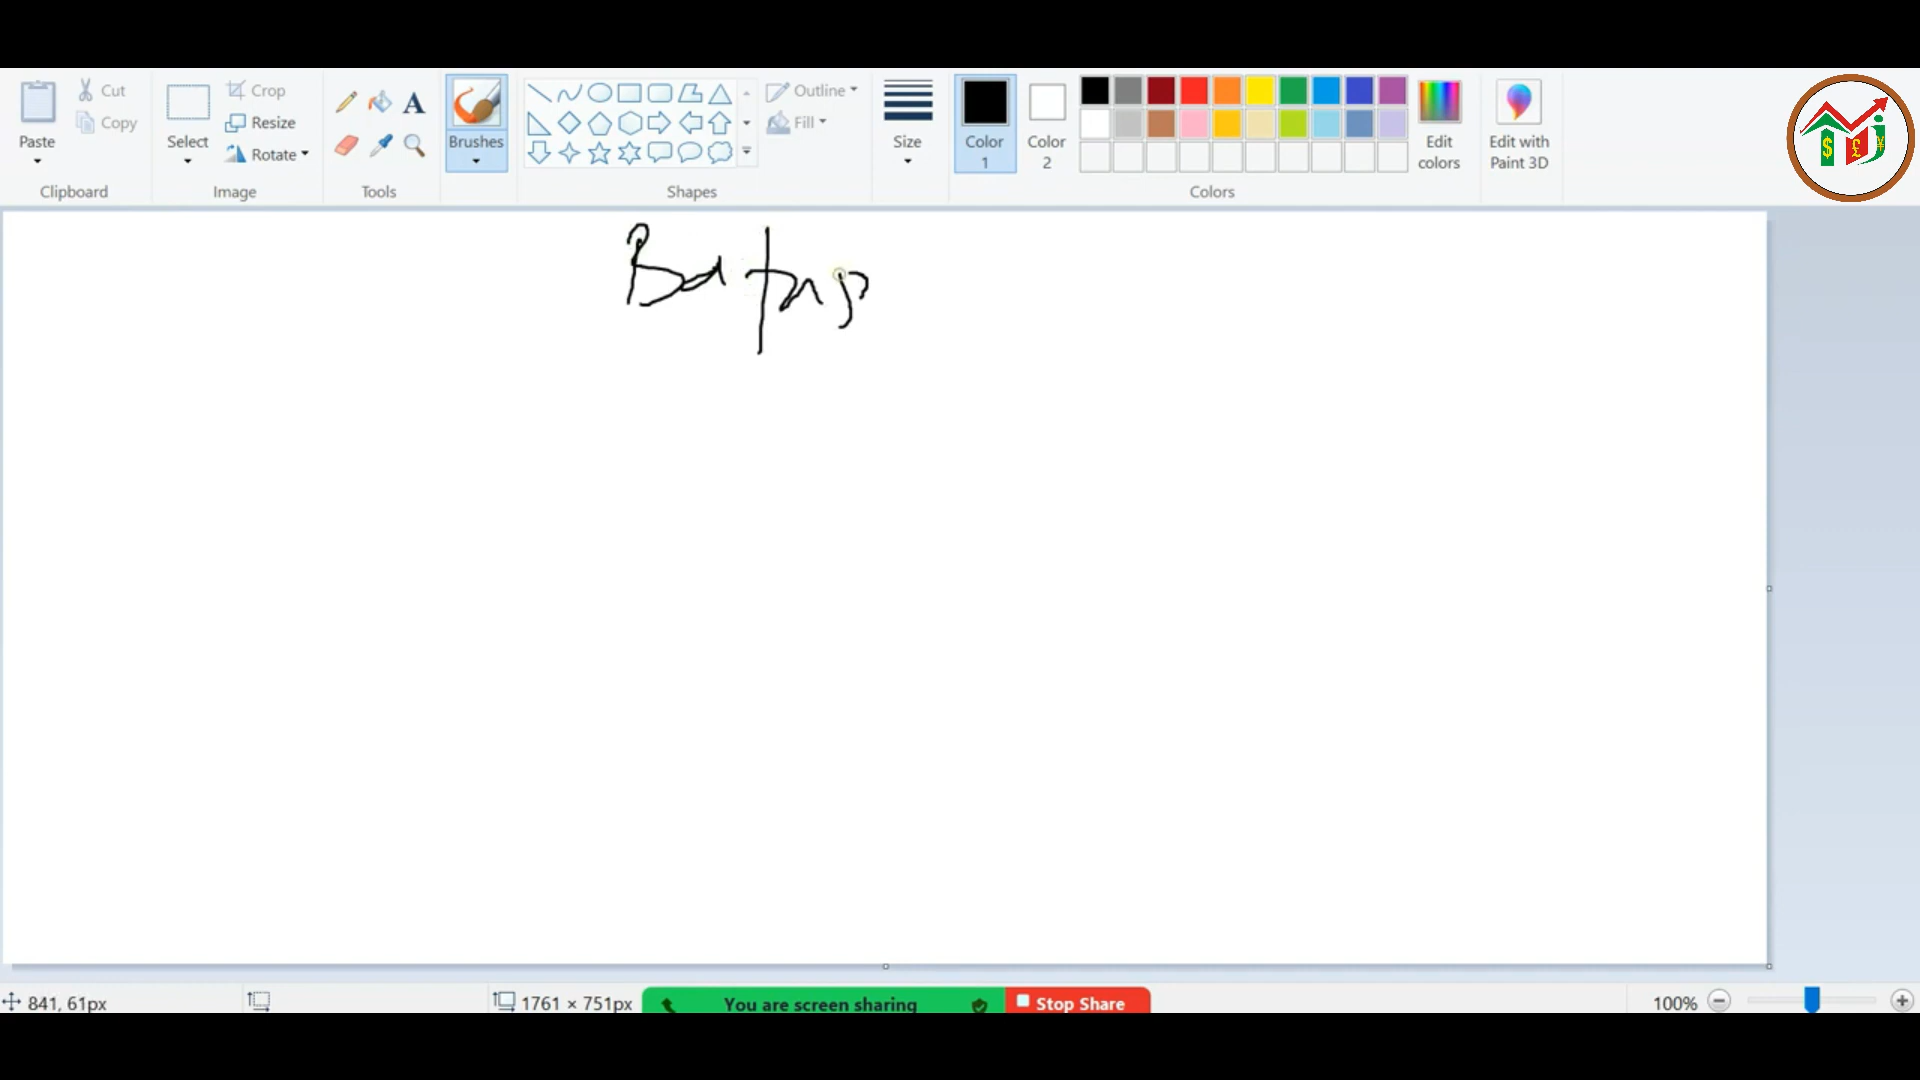 Cut
Copy
Paste
Clipboard
Crop
Resize
Rotate
Select
Image
Tools
Brushes
Outline
Fill
Shapes
Size
Color
1
Color
2
Edit
colors
Colors
Edit with
Paint 3D
$ £ ¥
841, 61px
1761 × 751px
You are screen sharing
Stop Share
100%